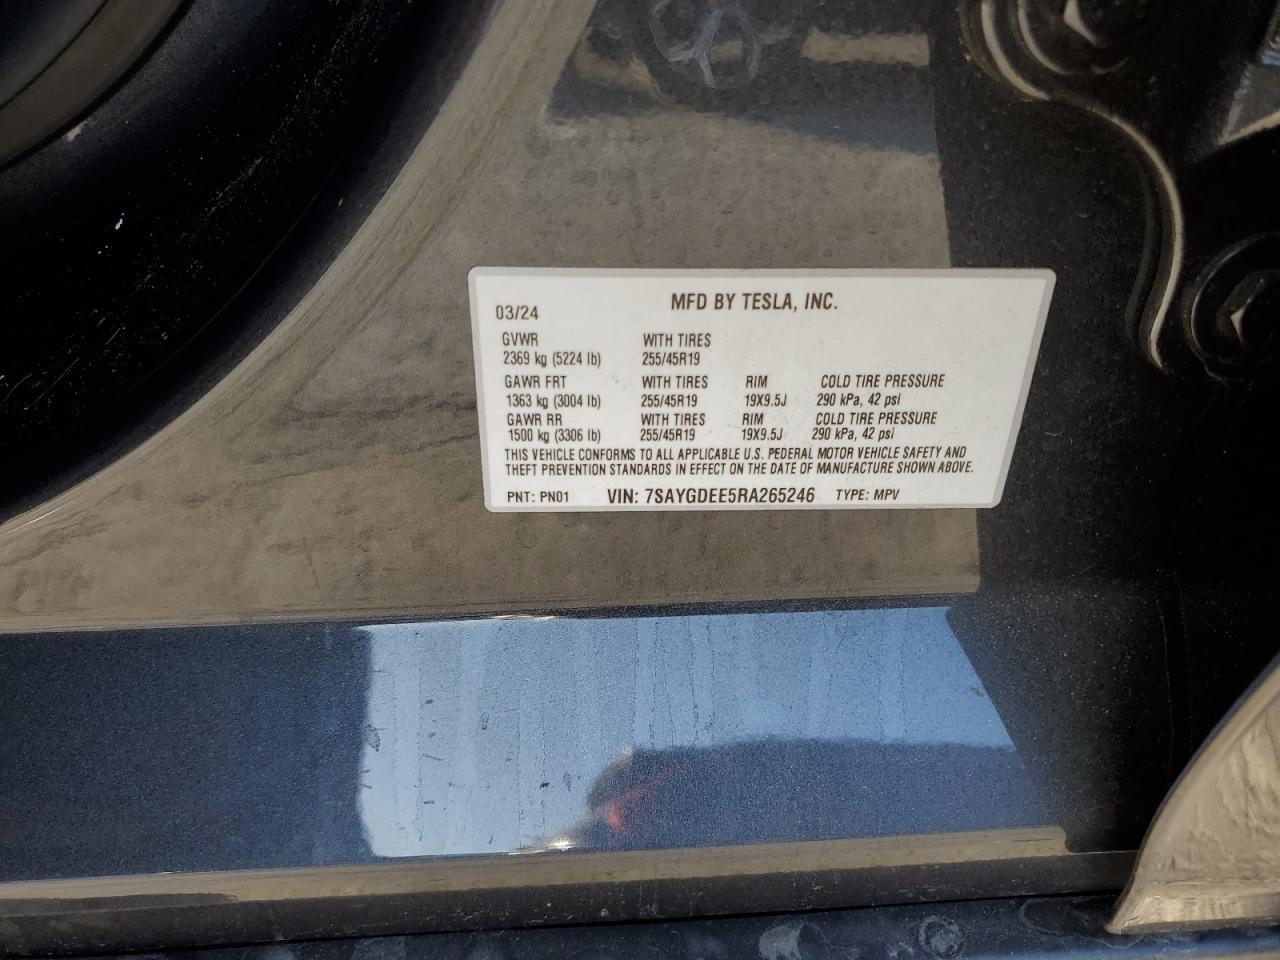 MFD BY TESLA, INC.
03/24
GVWR WITH TIRES
2369 kg (5224 lb) 255/45R19
GAWR FRT WITH TIRES RIM COLD TIRE PRESSURE
1363 kg (3004 lb) 255/45R19 19X9.5J 290 kPa, 42 psi
GAWR RR WITH TIRES RIM COLD TIRE PRESSURE
1500 kg (3306 lb) 255/45R19 19X9.5J 290 kPa, 42 psi
THIS VEHICLE CONFORMS TO ALL APPLICABLE U.S. FEDERAL MOTOR VEHICLE SAFETY AND
THEFT PREVENTION STANDARDS IN EFFECT ON THE DATE OF MANUFACTURE SHOWN ABOVE.
PNT: PN01 VIN: 7SAYGDEE5RA265246 TYPE: MPV